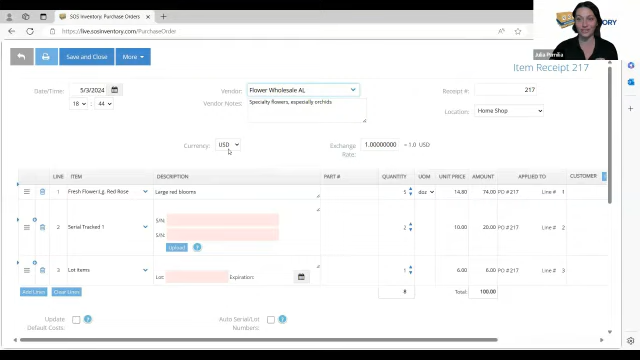 SOS Inventory: Purchase Orders
https://live.sosinventory.com/PurchaseOrder
SOS INVENTORY
Julia Pernilia
Save and Close
More
Item Receipt 217
Date/Time:
5/3/2024
18 : 44
Vendor:
Flower Wholesale AL
Vendor Notes:
Specialty flowers, especially orchids
Receipt #:
217
Location:
Home Shop
Currency:
USD
Exchange Rate:
1.00000000 = 1.0 USD
LINE ITEM DESCRIPTION PART # QUANTITY UOM UNIT PRICE AMOUNT APPLIED TO CUSTOMER
1 Fresh Flower:Lg. Red Rose Large red blooms 5 doz 14.80 74.00 PO # 217 Line # 1
S/N:
2 Serial Tracked 1 2 10.00 20.00 PO # 217 Line # 2
S/N:
Upload ?
3 Lot items Lot: Expiration: 1 6.00 6.00 PO # 217 Line # 3
Add Lines Clear Lines 8 Total: 100.00
Update Default Costs: ?
Auto Serial/Lot Numbers: ?